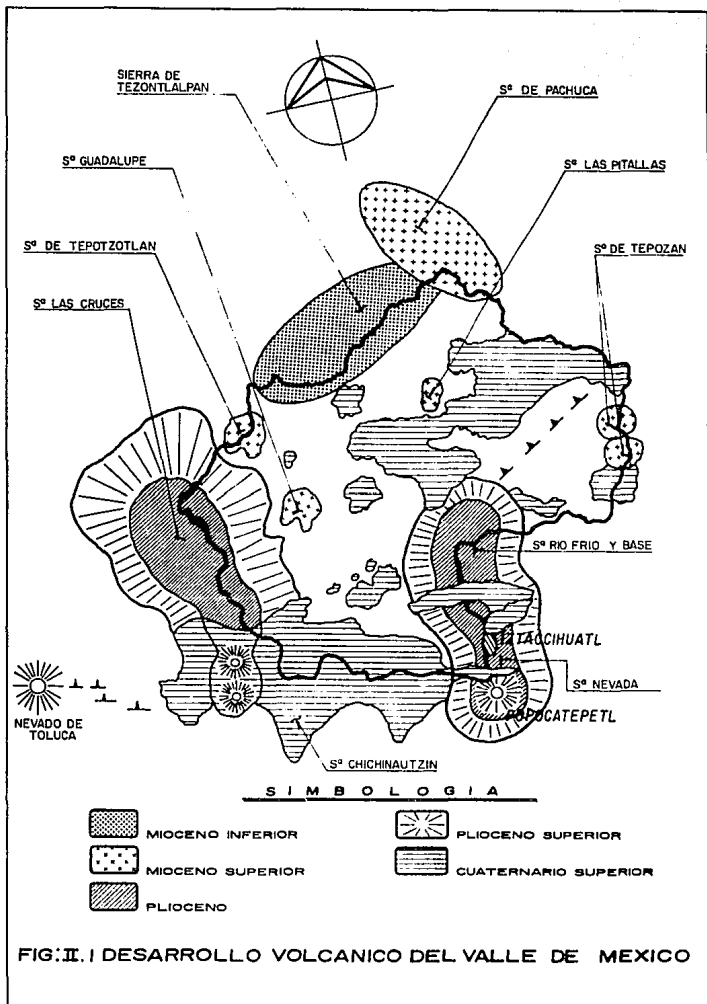 SIERRA DE
TEZONTLALPAN
Sª DE PACHUCA
Sª GUADALUPE
Sª LAS PITALLAS
Sª DE TEPOTZOTLAN
Sª DE TEPOZAN
Sª LAS CRUCES
Sª RIO FRIO Y BASE
IZTACCIHUATL
Sª NEVADA
NEVADO DE
TOLUCA
POPOCATEPETL
Sª CHICHINAUTZIN
SIMBOLOGIA
MIOCENO INFERIOR
PLIOCENO SUPERIOR
MIOCENO SUPERIOR
CUATERNARIO SUPERIOR
PLIOCENO
FIG:II.1 DESARROLLO VOLCANICO DEL VALLE DE MEXICO